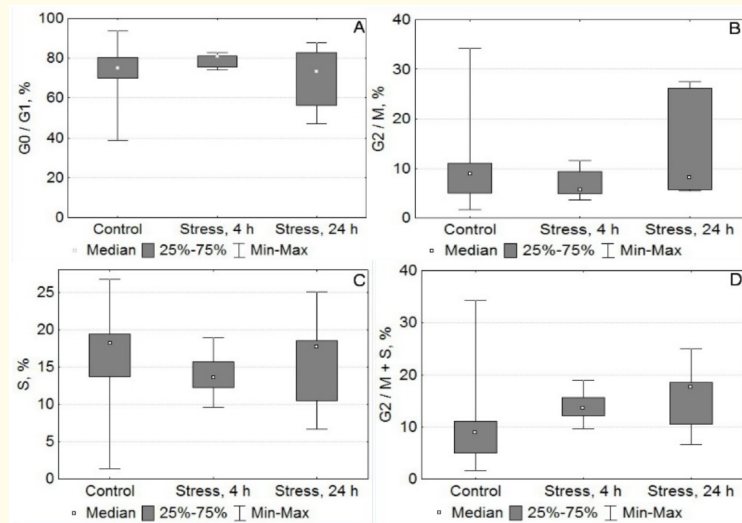 A
G0 / G1, %
100
80
60
40
20
0
Control Stress, 4 h Stress, 24 h
Median 25%-75% Min-Max
B
G2 / M, %
40
30
20
10
0
Control Stress, 4 h Stress, 24 h
Median 25%-75% Min-Max
C
S, %
25
20
15
10
5
0
Control Stress, 4 h Stress, 24 h
Median 25%-75% Min-Max
D
G2 / M + S, %
40
30
20
10
0
Control Stress, 4 h Stress, 24 h
Median 25%-75% Min-Max